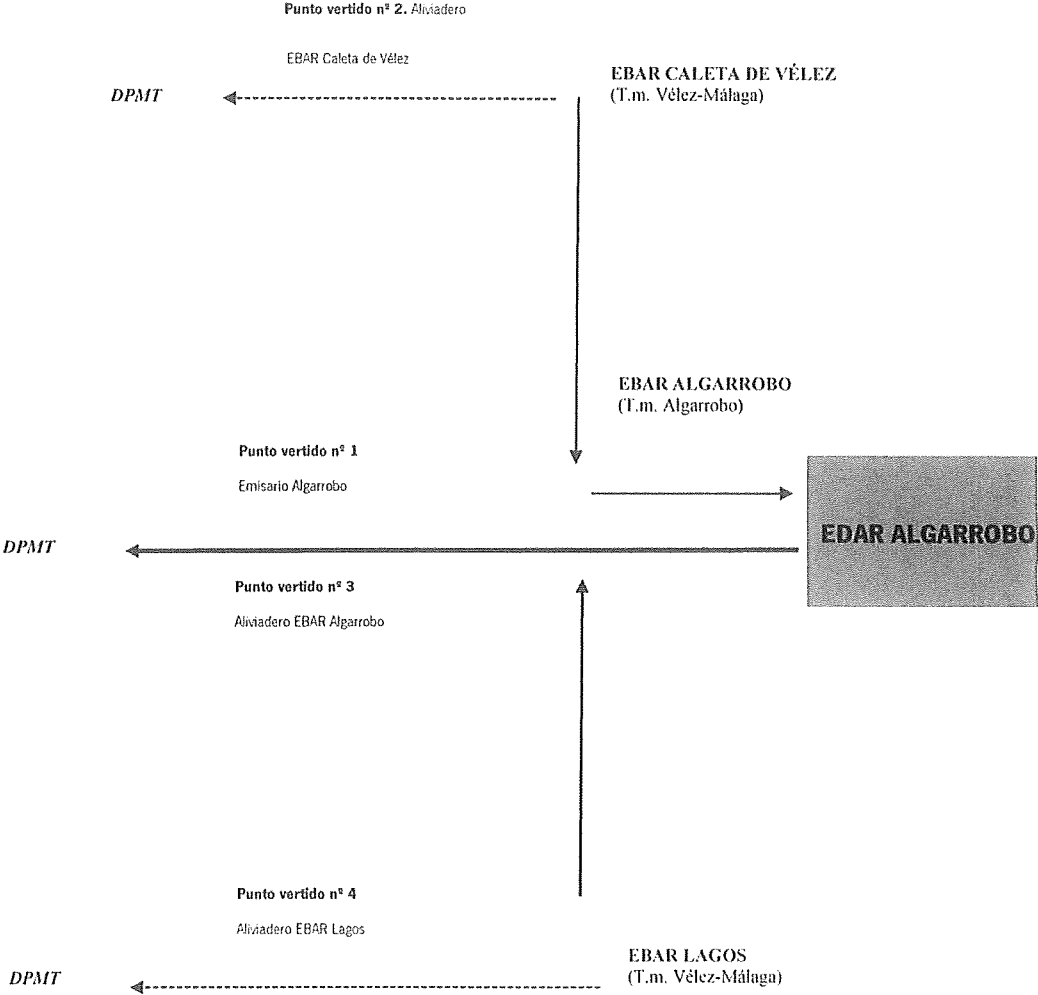 Punto vertido nº 2. Aliviadero
EBAR Caleta de Vélez
EBAR CALETA DE VÉLEZ
(T.m. Vélez-Málaga)
DPMT
EBAR ALGARROBO
(T.m. Algarrobo)
Punto vertido nº 1
Emisario Algarrobo
EDAR ALGARROBO
DPMT
Punto vertido nº 3
Aliviadero EBAR Algarrobo
Punto vertido nº 4
Aliviadero EBAR Lagos
EBAR LAGOS
(T.m. Vélez-Málaga)
DPMT